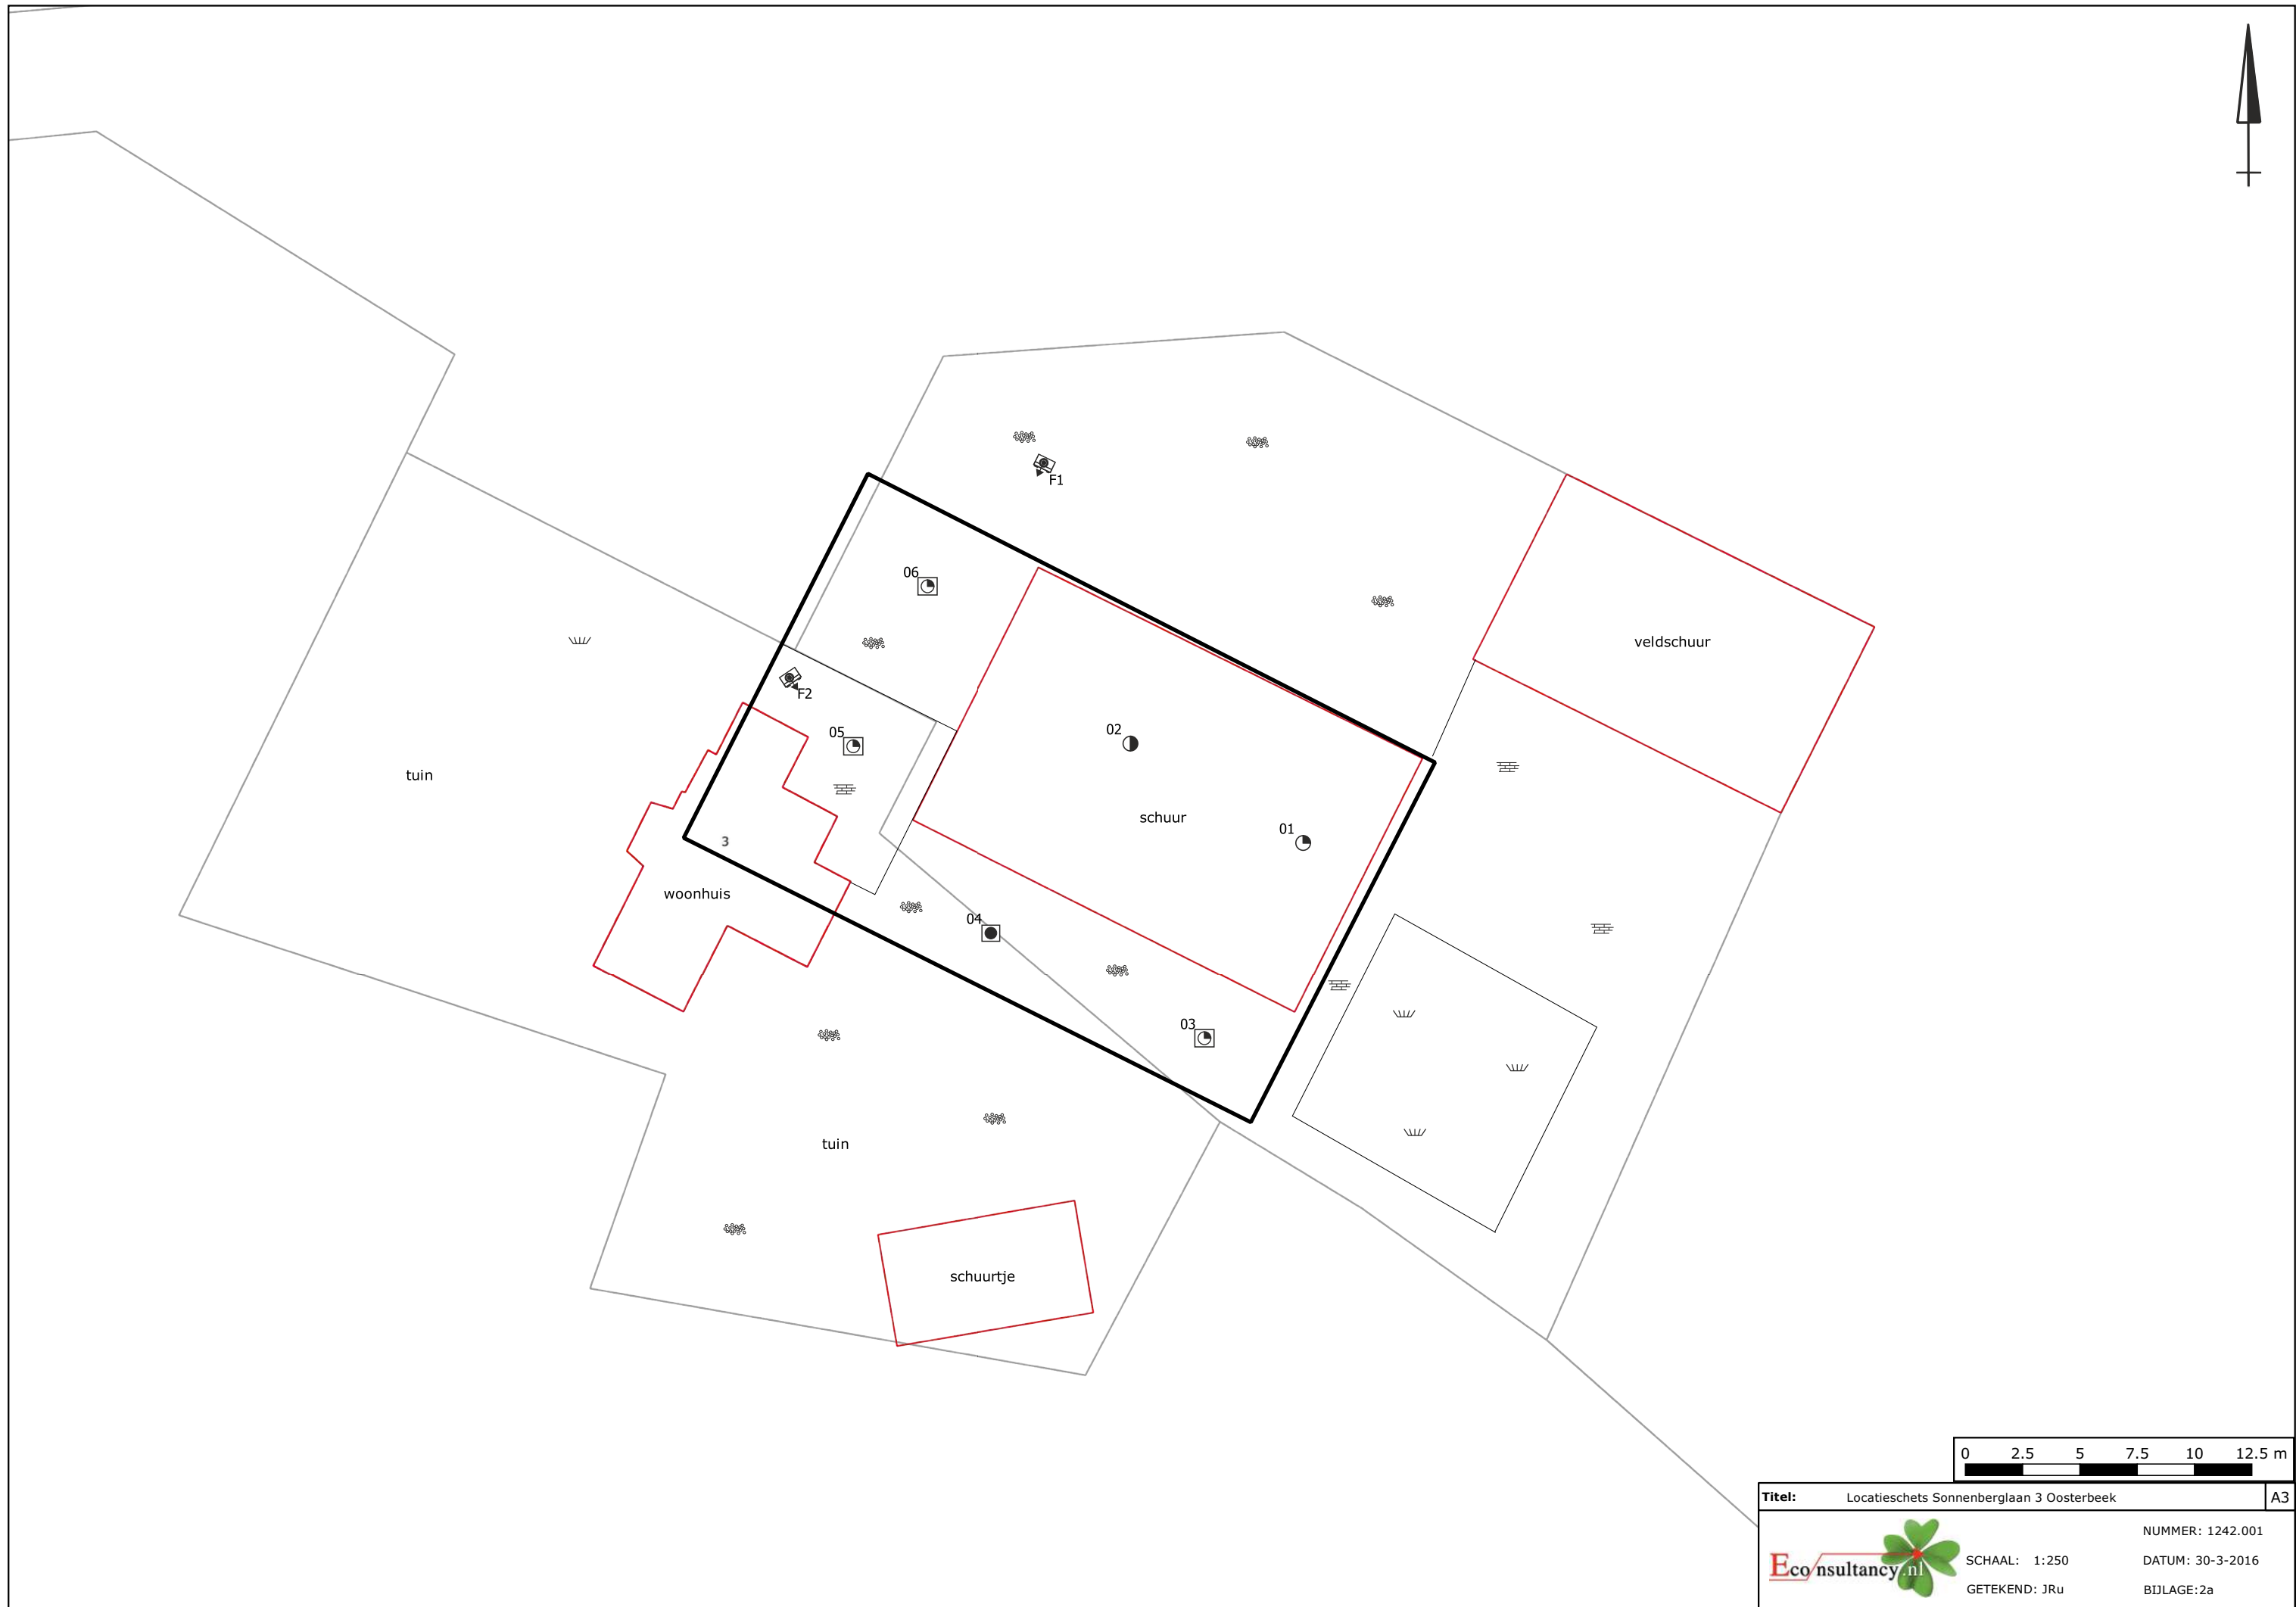 F1
06
veldschuur
F2
02
05
tuin
schuur
01
3
woonhuis
04
03
tuin
schuurtje
0 2.5 5 7.5 10 12.5 m
Titel: Locatieschets Sonnenberglaan 3 Oosterbeek A3
NUMMER: 1242.001
Econsultancy.nl
SCHAAL: 1:250 DATUM: 30-3-2016
GETEKEND: JRu BIJLAGE:2a